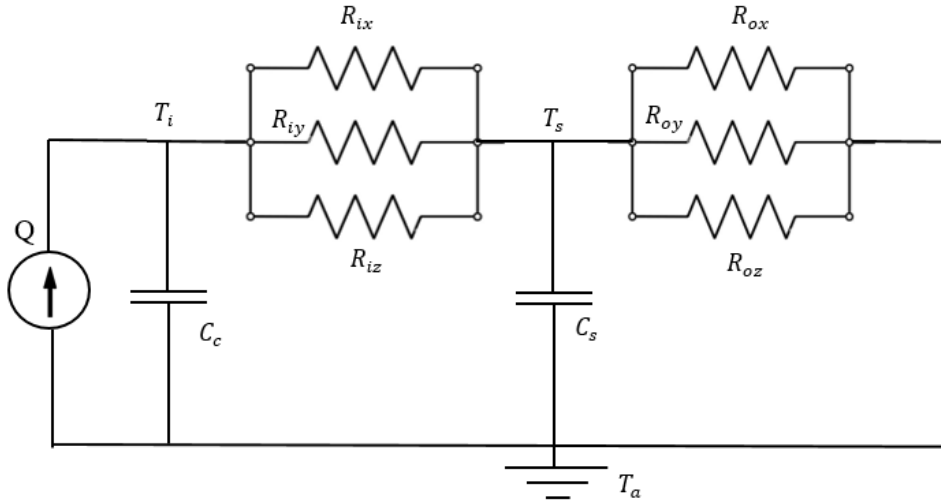 R_ix
R_ox
T_i
R_iy
T_s
R_oy
Q
R_iz
R_oz
C_c
C_s
T_a